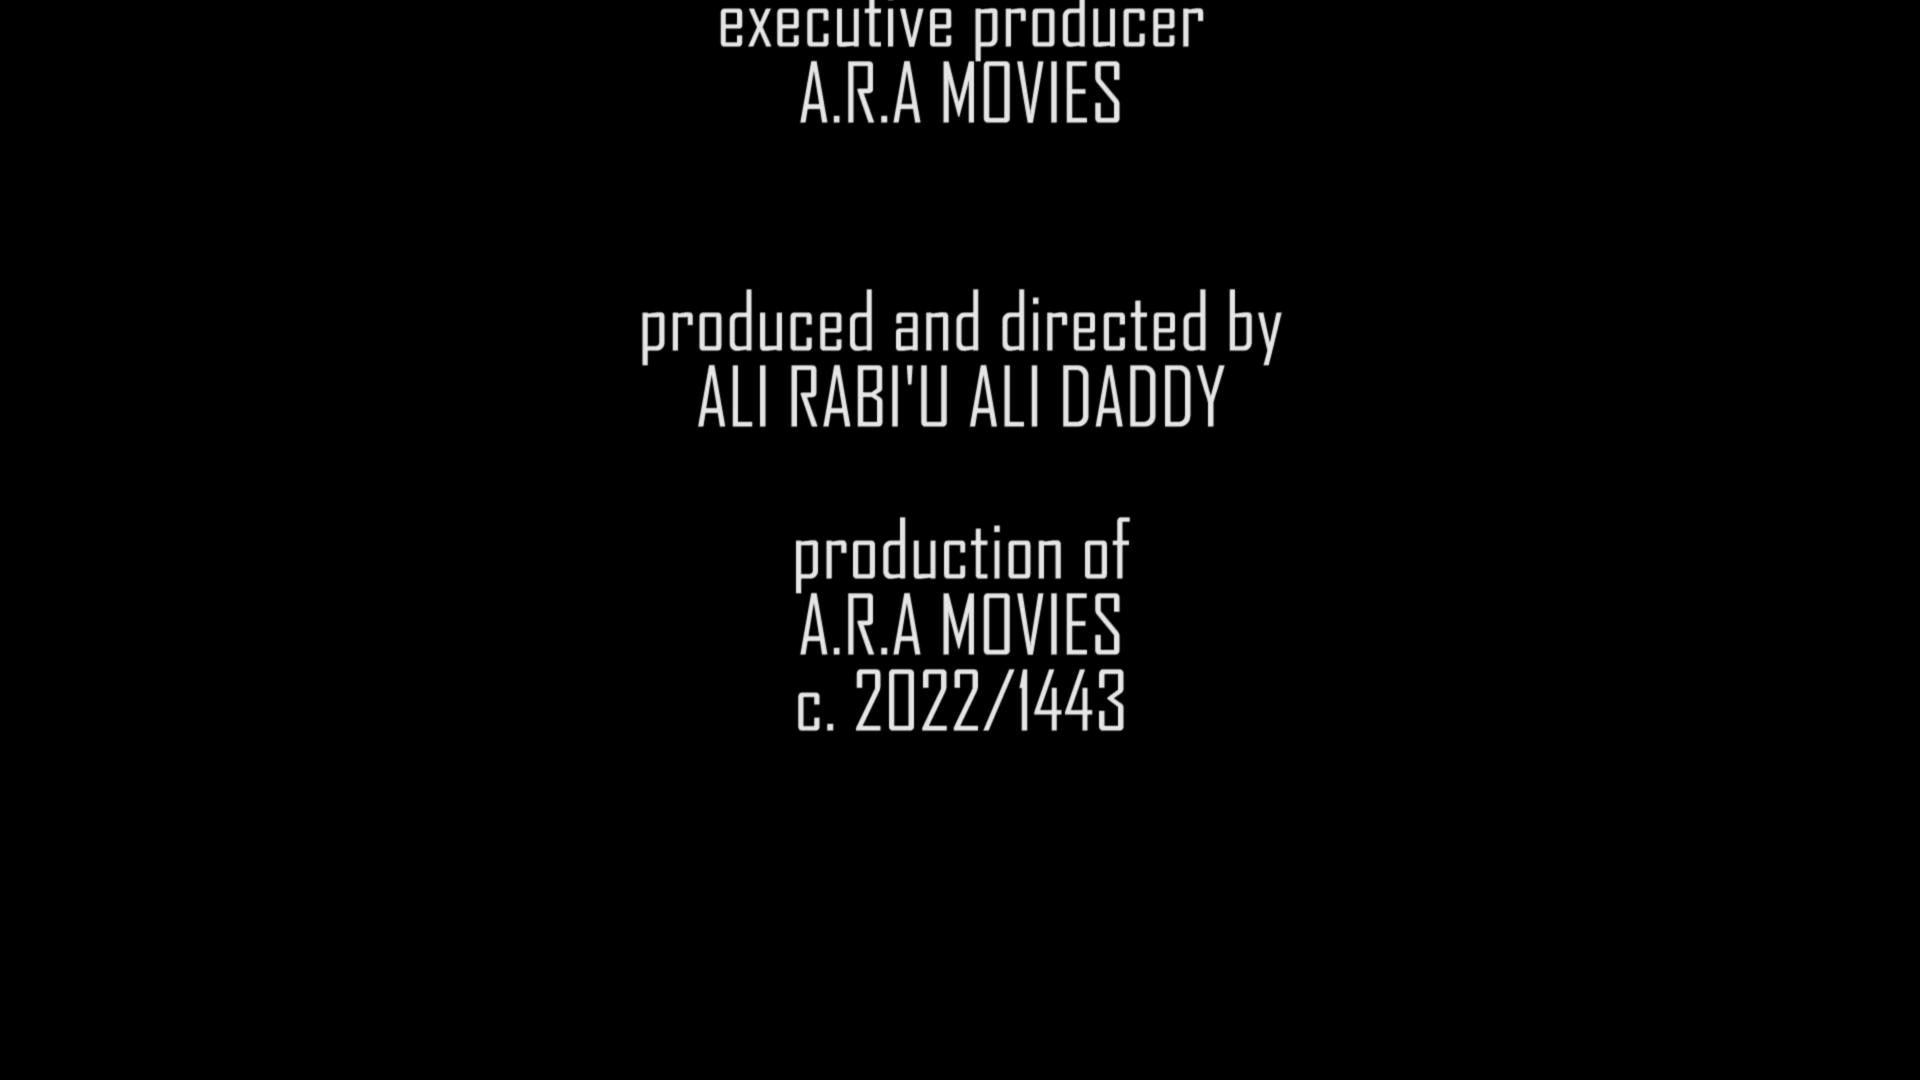 executive producer
A.R.A MOVIES
produced and directed by
ALI RABI'U ALI DADDY
production of
A.R.A MOVIES
c. 2022/1443